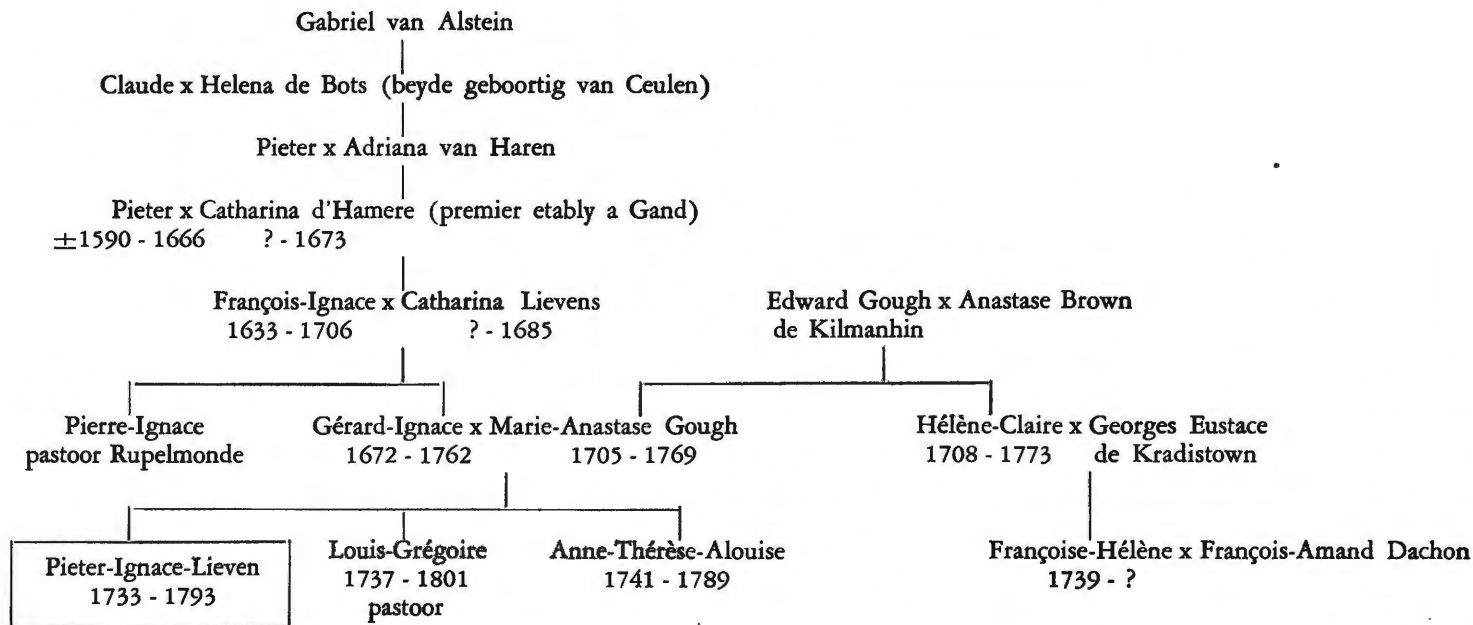 Gabriel van Alstein
Claude x Helena de Bots (beyde geboortig van Ceulen)
Pieter x Adriana van Haren
Pieter x Catharina d'Hamere (premier etably a Gand)
±1590 - 1666 ? - 1673
François-Ignace x Catharina Lievens
1633 - 1706 ? - 1685
Edward Gough x Anastase Brown
de Kilmanhin
Pierre-Ignace
pastoor Rupelmonde
Gérard-Ignace x Marie-Anastase Gough
1672 - 1762 1705 - 1769
Hélène-Claire x Georges Eustace
1708 - 1773 de Kradistown
Pieter-Ignace-Lieven
1733 - 1793
Louis-Grégoire
1737 - 1801
pastoor
Anne-Thérèse-Alouise
1741 - 1789
Françoise-Hélène x François-Amand Dachon
1739 - ?